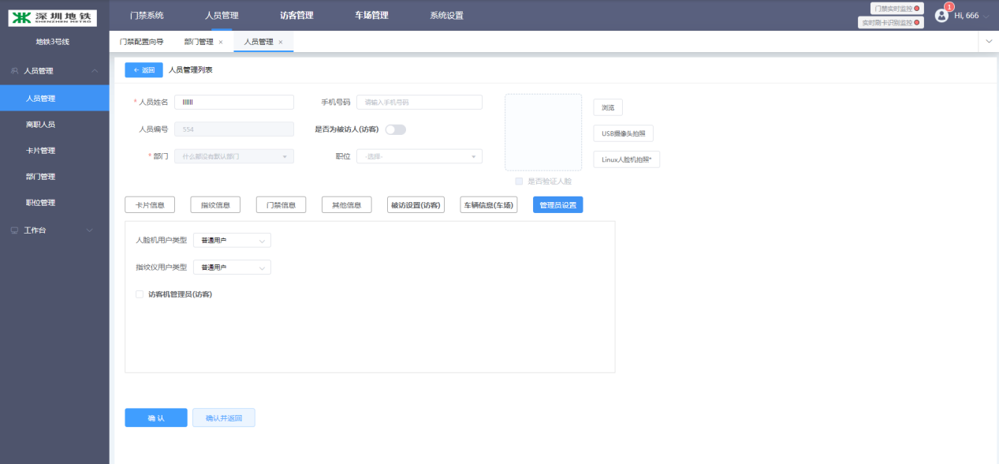 深圳地铁
SHENZHEN METRO
地铁3号线
门禁系统
人员管理
访客管理
车场管理
系统设置
门禁实时监控
实时刷卡识别监控
1
Hi, 666
人员管理
人员管理
离职人员
卡片管理
部门管理
职位管理
工作台
门禁配置向导
部门管理 ×
人员管理 ×
← 返回
人员管理列表
* 人员姓名 llllll
手机号码 请输入手机号码
人员编号 554
是否为被访人(访客)
* 部门 什么都没有默认部门
职位 -选择-
浏览
USB摄像头拍照
Linux人脸机拍照*
是否验证人脸
卡片信息
指纹信息
门禁信息
其他信息
被访设置(访客)
车辆信息(车场)
管理员设置
人脸机用户类型 普通用户
指纹仪用户类型 普通用户
访客机管理员(访客)
确 认
确认并返回